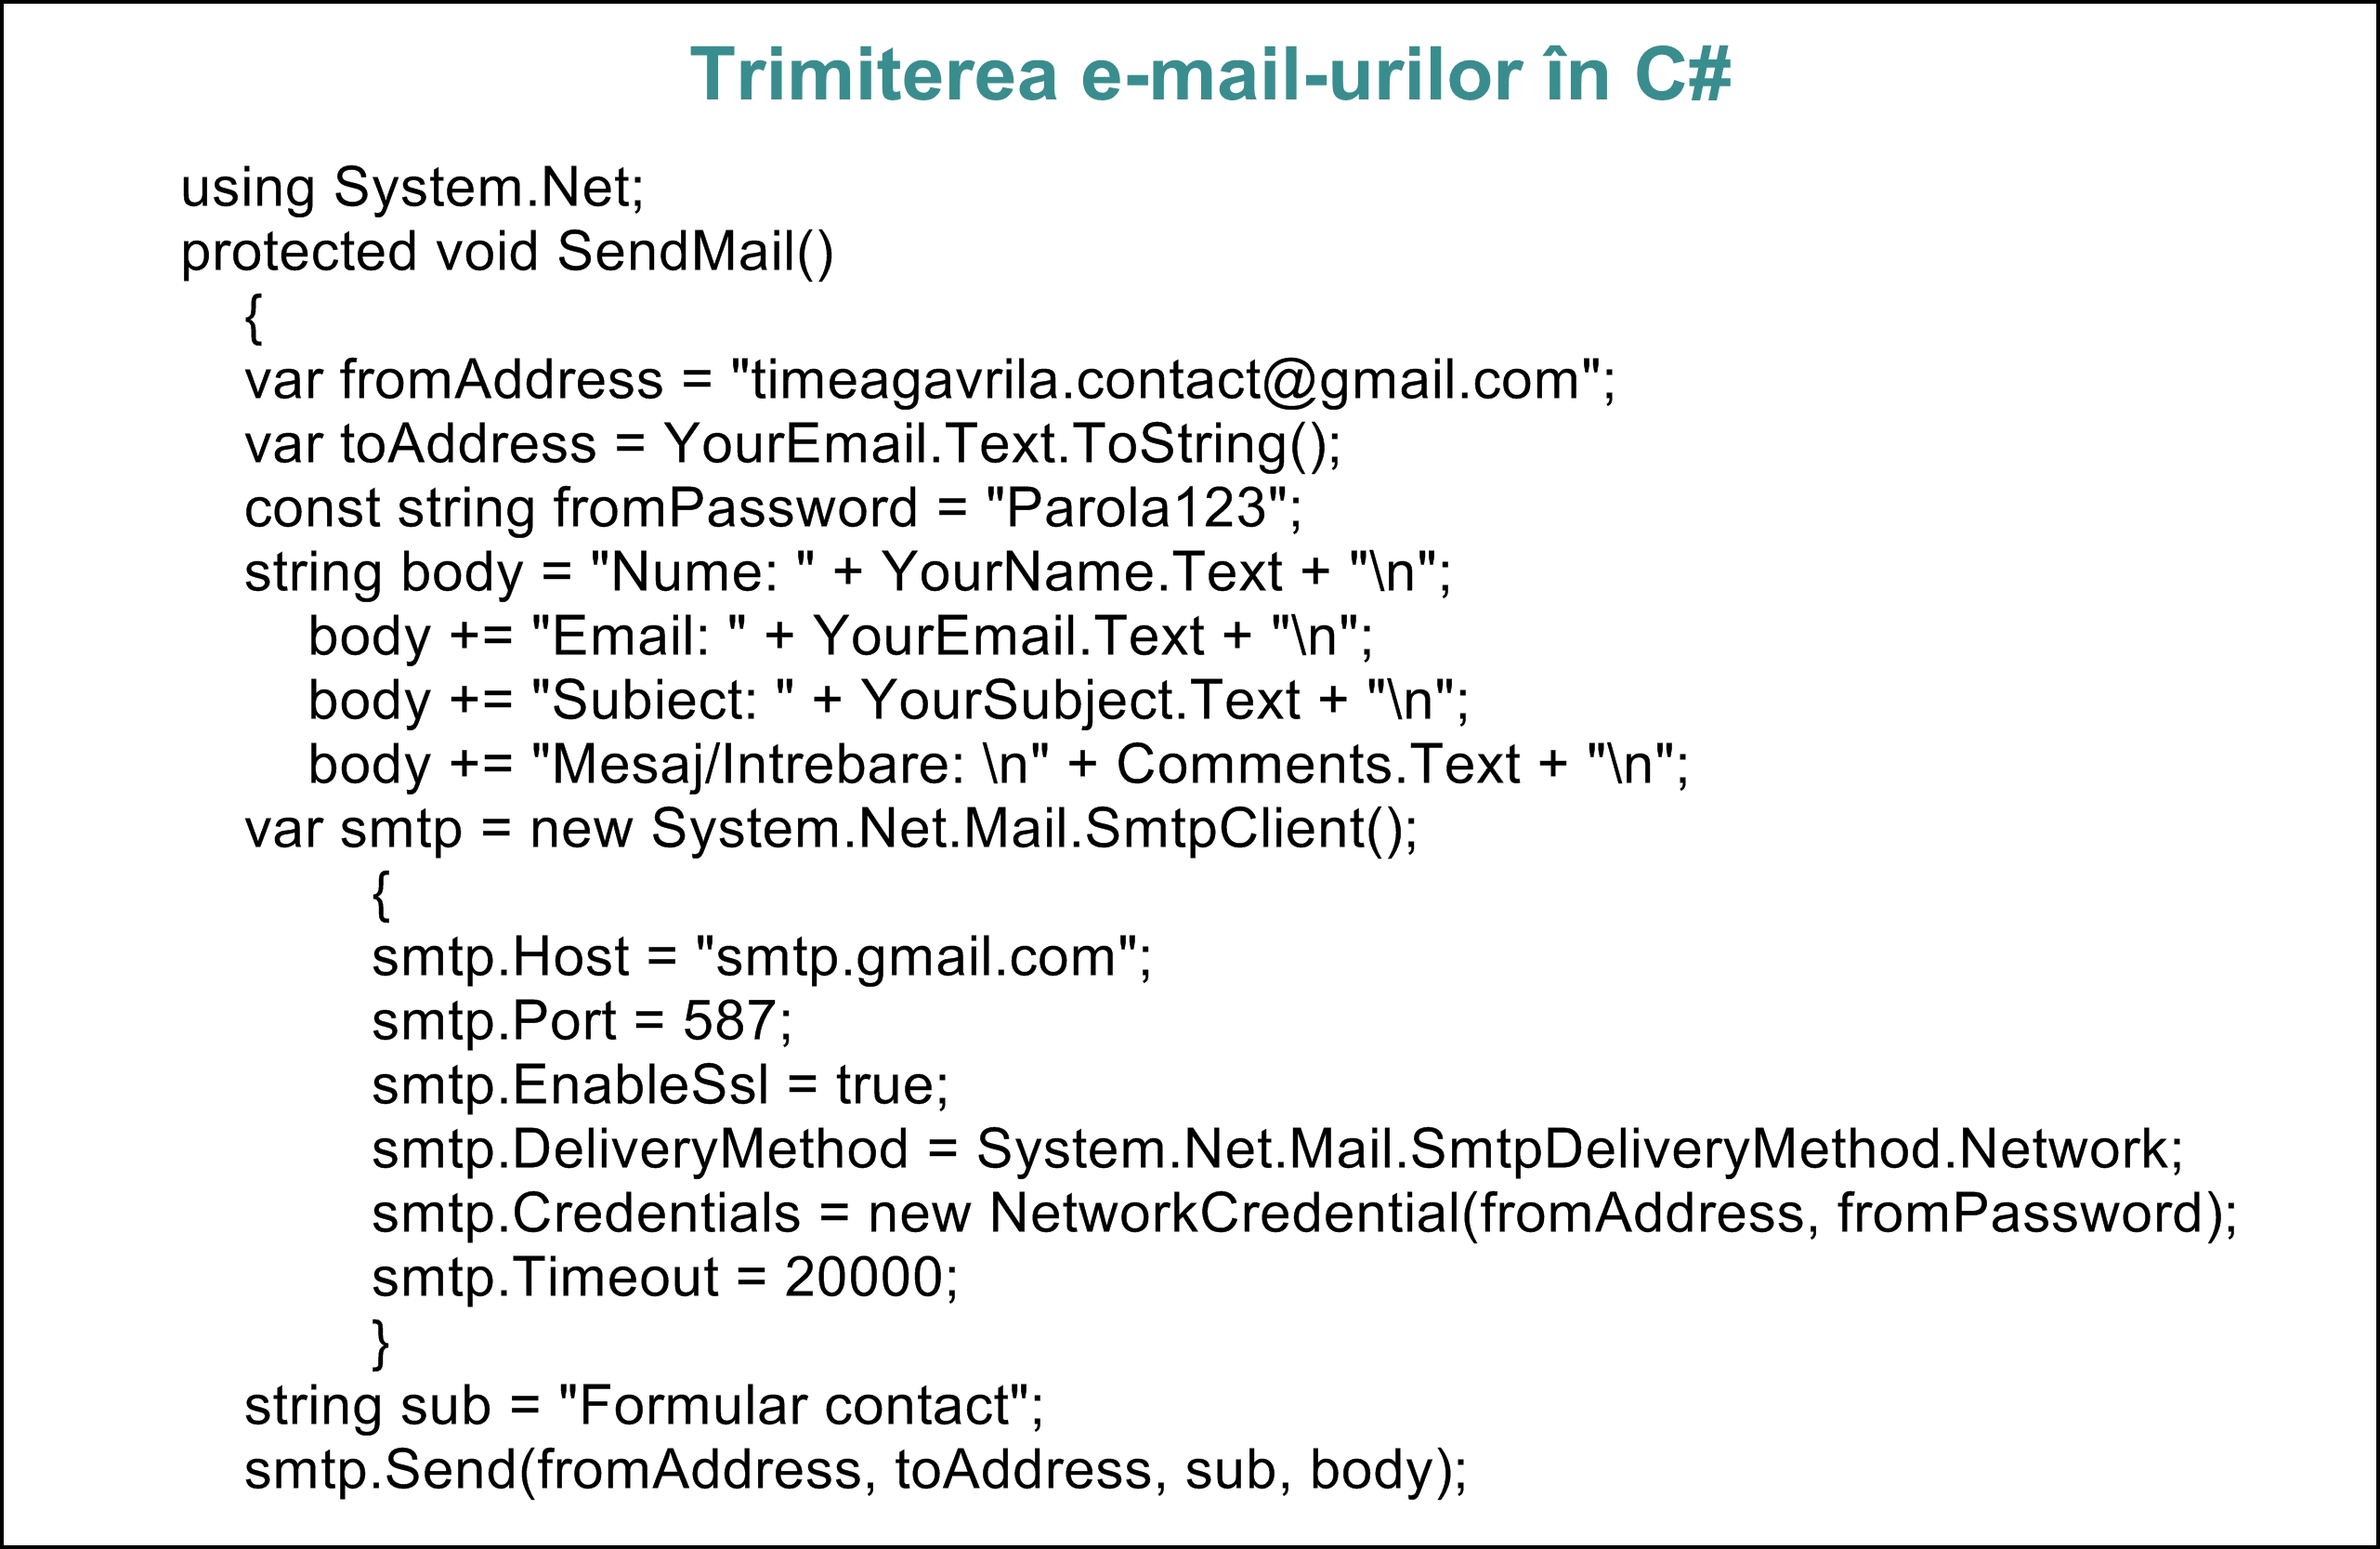 Trimiterea e-mail-urilor în C#
using System.Net;
protected void SendMail()
{
var fromAddress = "timeagavrila.contact@gmail.com";
var toAddress = YourEmail.Text.ToString();
const string fromPassword = "Parola123";
string body = "Nume: " + YourName.Text + "\n";
body += "Email: " + YourEmail.Text + "\n";
body += "Subiect: " + YourSubject.Text + "\n";
body += "Mesaj/Intrebare: \n" + Comments.Text + "\n";
var smtp = new System.Net.Mail.SmtpClient();
{
smtp.Host = "smtp.gmail.com";
smtp.Port = 587;
smtp.EnableSsl = true;
smtp.DeliveryMethod = System.Net.Mail.SmtpDeliveryMethod.Network;
smtp.Credentials = new NetworkCredential(fromAddress, fromPassword);
smtp.Timeout = 20000;
}
string sub = "Formular contact";
smtp.Send(fromAddress, toAddress, sub, body);